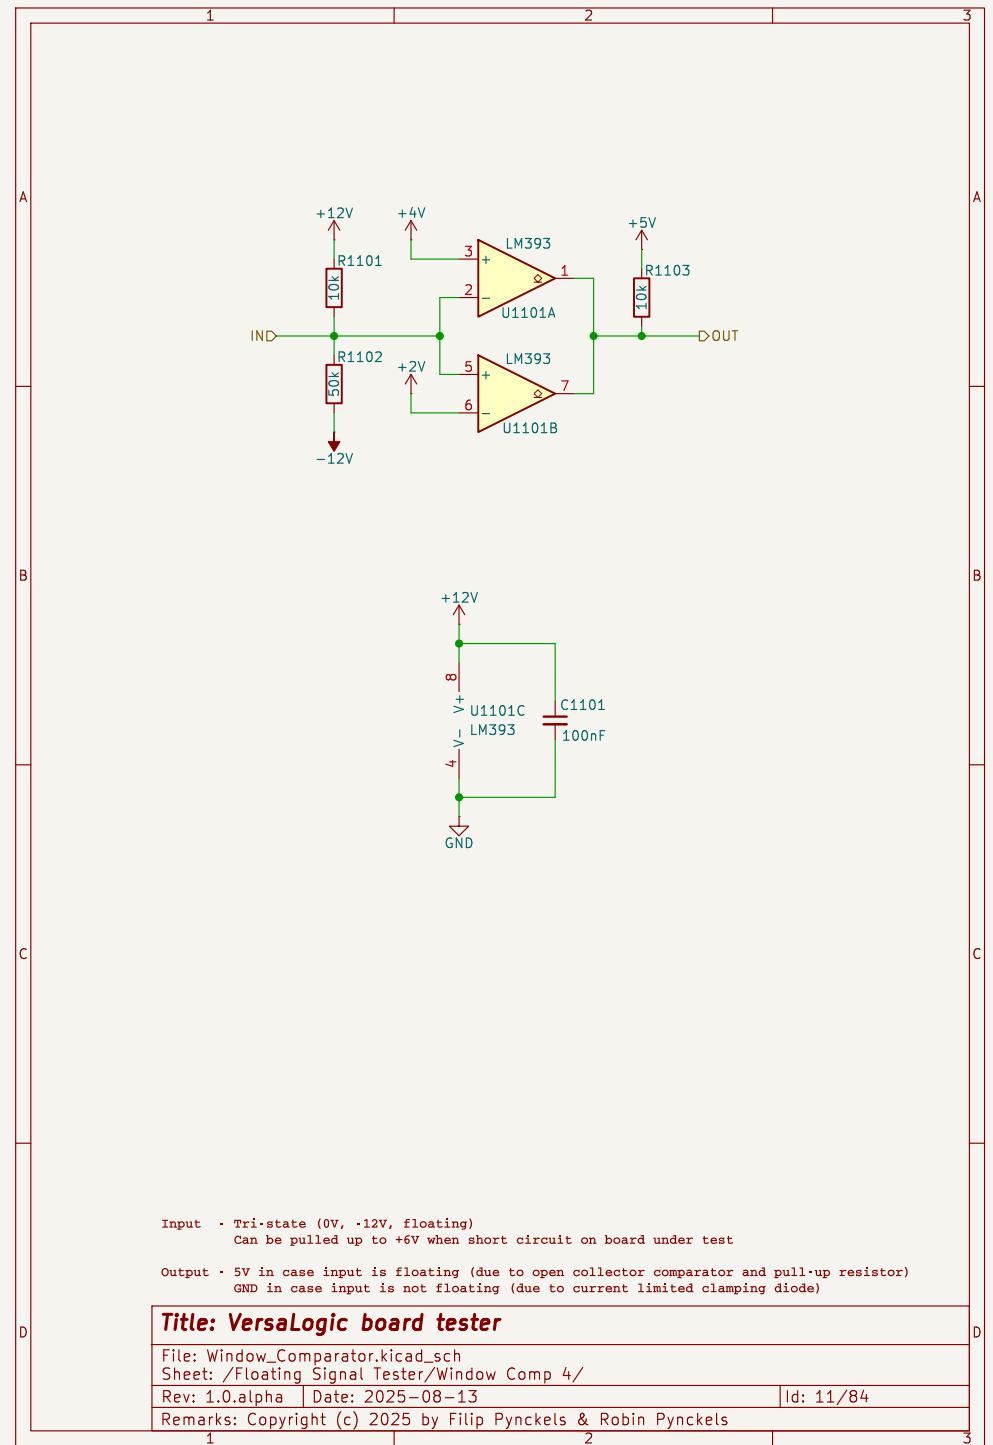 1 2 3
A A
+12V +4V +5V
R1101 10k
3 + LM393 1
2 − U1101A
R1103 10k
IN OUT
R1102 50k
+2V
5 + LM393 7
6 − U1101B
-12V
B B
+12V
8 V+
U1101C
LM393
V- 4
C1101
100nF
GND
C C
Input - Tri-state (0V, -12V, floating)
Can be pulled up to +6V when short circuit on board under test
Output - 5V in case input is floating (due to open collector comparator and pull-up resistor)
GND in case input is not floating (due to current limited clamping diode)
D D
Title: VersaLogic board tester
File: Window_Comparator.kicad_sch
Sheet: /Floating Signal Tester/Window Comp 4/
Rev: 1.0.alpha Date: 2025-08-13 Id: 11/84
Remarks: Copyright (c) 2025 by Filip Pynckels & Robin Pynckels
1 2 3